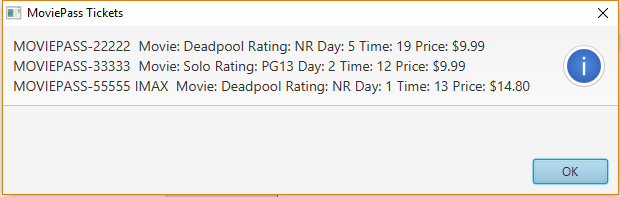 MoviePass Tickets
MOVIEPASS-22222 Movie: Deadpool Rating: NR Day: 5 Time: 19 Price: $9.99
MOVIEPASS-33333 Movie: Solo Rating: PG13 Day: 2 Time: 12 Price: $9.99
MOVIEPASS-55555 IMAX Movie: Deadpool Rating: NR Day: 1 Time: 13 Price: $14.80
OK